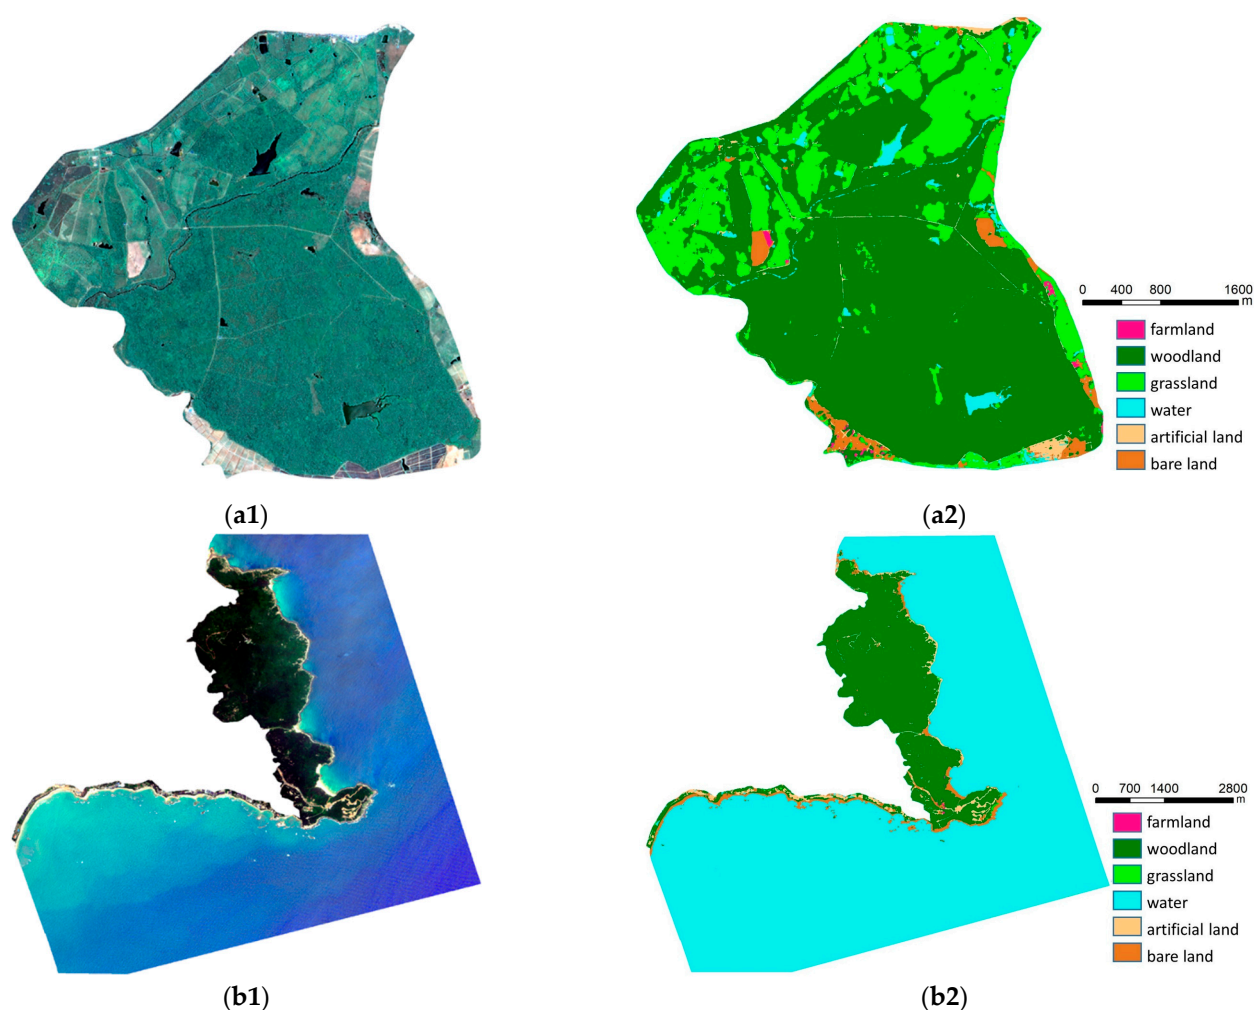 0 400 800 1600
m
farmland
woodland
grassland
water
artificial land
bare land
(a1)
(a2)
0 700 1400 2800
m
farmland
woodland
grassland
water
artificial land
bare land
(b1)
(b2)